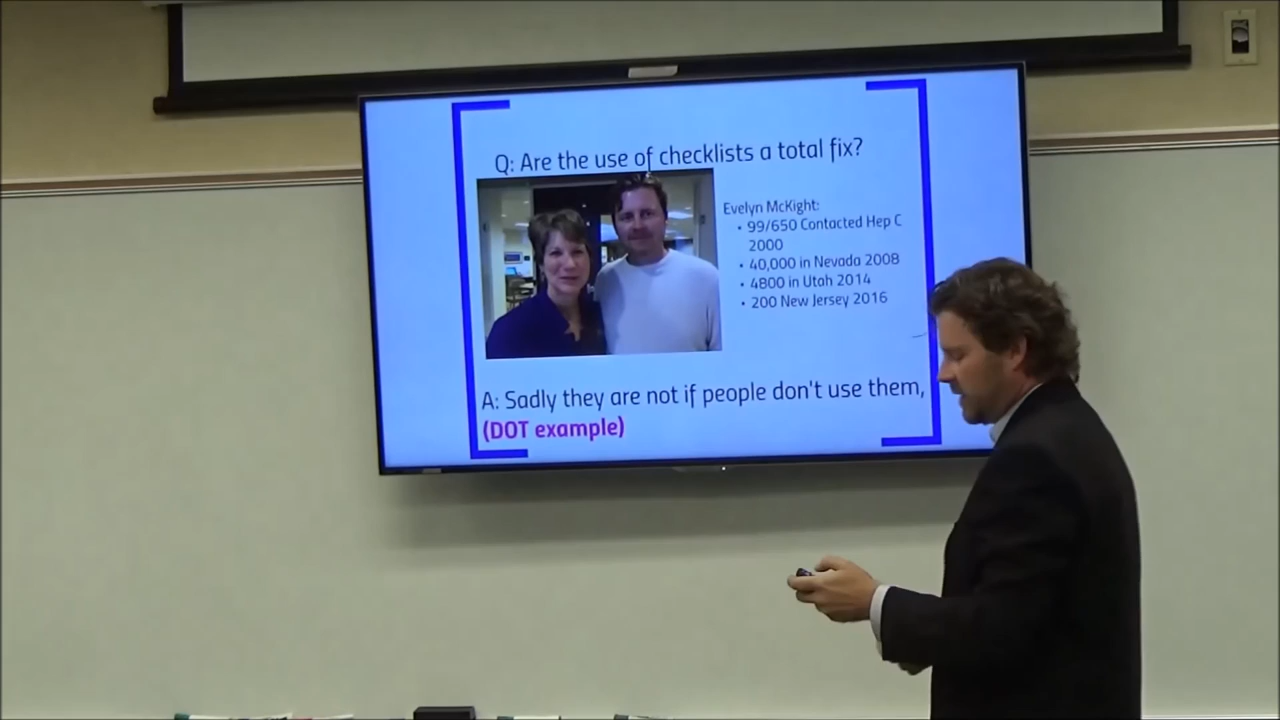 Q: Are the use of checklists a total fix?
Evelyn McKight:
• 99/650 Contacted Hep C
2000
• 40,000 in Nevada 2008
• 4800 in Utah 2014
• 200 New Jersey 2016
A: Sadly they are not if people don't use them,
(DOT example)